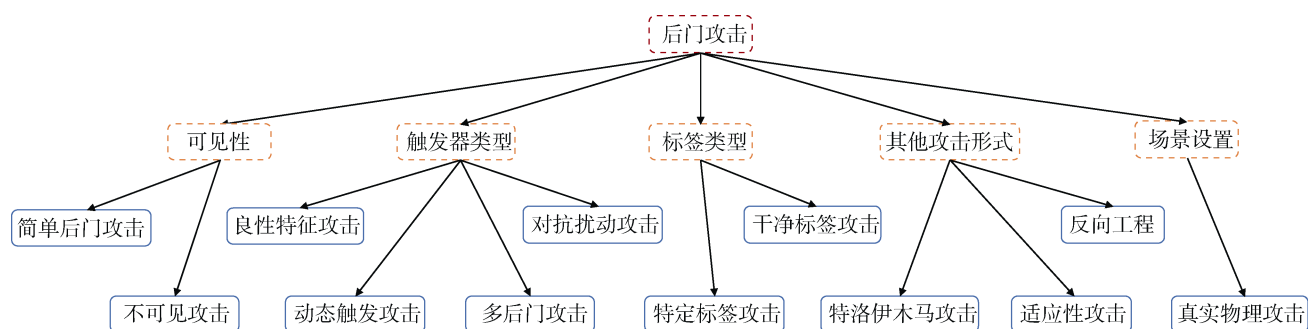 后门攻击
可见性
触发器类型
标签类型
其他攻击形式
场景设置
简单后门攻击
良性特征攻击
对抗扰动攻击
干净标签攻击
反向工程
不可见攻击
动态触发攻击
多后门攻击
特定标签攻击
特洛伊木马攻击
适应性攻击
真实物理攻击